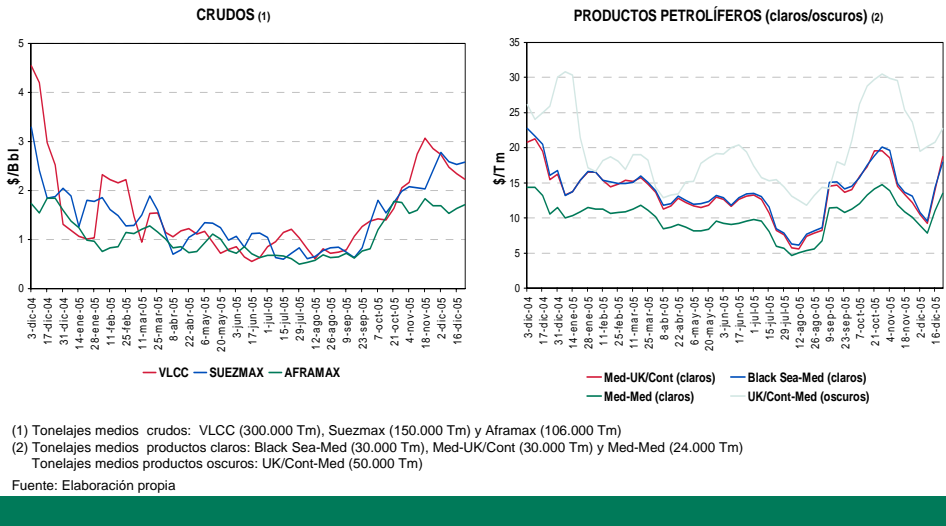 CRUDOS (1)
$/Bbl
5
4
3
2
1
0
3-dic-04
17-dic-04
31-dic-04
14-ene-05
28-ene-05
11-feb-05
25-feb-05
11-mar-05
25-mar-05
8-abr-05
22-abr-05
6-may-05
20-may-05
3-jun-05
17-jun-05
1-jul-05
15-jul-05
29-jul-05
12-ago-05
26-ago-05
9-sep-05
23-sep-05
7-oct-05
21-oct-05
4-nov-05
18-nov-05
2-dic-05
16-dic-05
VLCC SUEZMAX AFRAMAX
PRODUCTOS PETROLÍFEROS (claros/oscuros) (2)
$/Tm
35
30
25
20
15
10
5
0
3-dic-04
17-dic-04
31-dic-04
14-ene-05
28-ene-05
11-feb-05
25-feb-05
11-mar-05
25-mar-05
8-abr-05
22-abr-05
6-may-05
20-may-05
3-jun-05
17-jun-05
1-jul-05
15-jul-05
29-jul-05
12-ago-05
26-ago-05
9-sep-05
23-sep-05
7-oct-05
21-oct-05
4-nov-05
18-nov-05
2-dic-05
16-dic-05
Med-UK/Cont (claros) Black Sea-Med (claros)
Med-Med (claros) UK/Cont-Med (oscuros)
(1) Tonelajes medios crudos: VLCC (300.000 Tm), Suezmax (150.000 Tm) y Aframax (106.000 Tm)
(2) Tonelajes medios productos claros: Black Sea-Med (30.000 Tm), Med-UK/Cont (30.000 Tm) y Med-Med (24.000 Tm)
Tonelajes medios productos oscuros: UK/Cont-Med (50.000 Tm)
Fuente: Elaboración propia